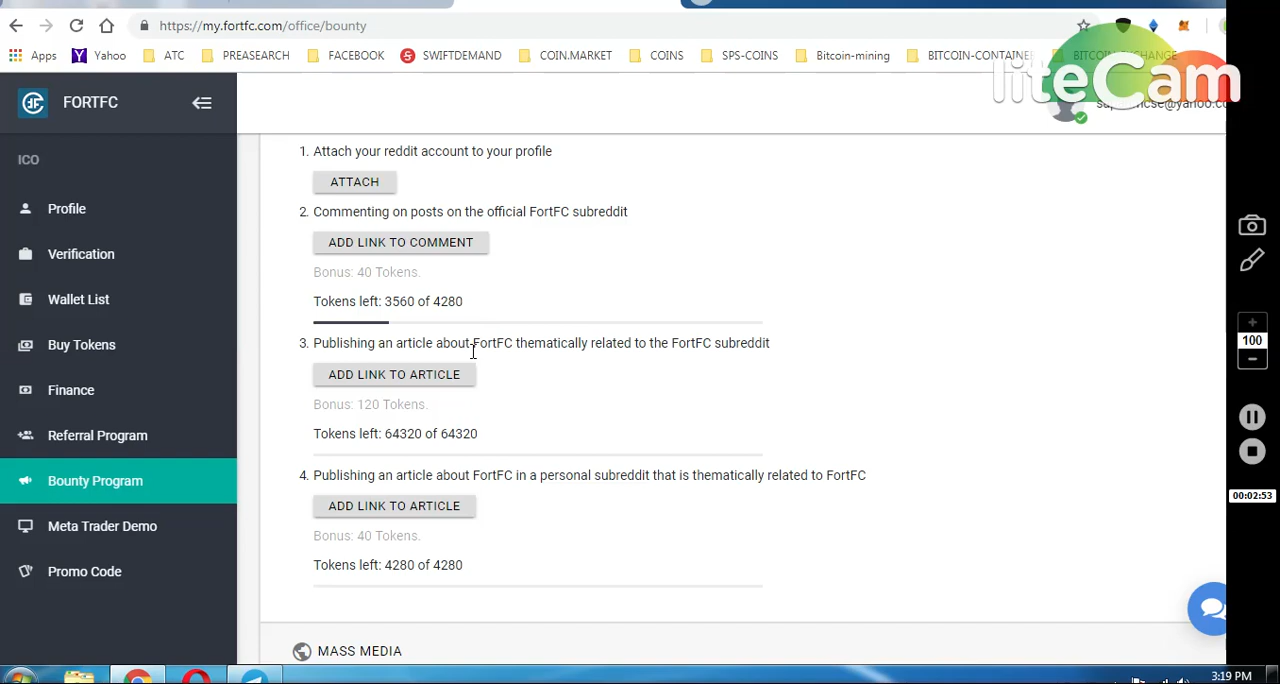 https://my.fortfc.com/office/bounty
Apps Yahoo ATC PREASEARCH FACEBOOK SWIFTDEMAND COIN.MARKET COINS SPS-COINS Bitcoin-mining BITCOIN-CONTAINE
liteCam
FORTFC
ICO
Profile
Verification
Wallet List
Buy Tokens
Finance
Referral Program
Bounty Program
Meta Trader Demo
Promo Code
1. Attach your reddit account to your profile
ATTACH
2. Commenting on posts on the official FortFC subreddit
ADD LINK TO COMMENT
Bonus: 40 Tokens.
Tokens left: 3560 of 4280
3. Publishing an article about FortFC thematically related to the FortFC subreddit
ADD LINK TO ARTICLE
Bonus: 120 Tokens.
Tokens left: 64320 of 64320
4. Publishing an article about FortFC in a personal subreddit that is thematically related to FortFC
ADD LINK TO ARTICLE
Bonus: 40 Tokens.
Tokens left: 4280 of 4280
MASS MEDIA
100
00:02:53
3:19 PM